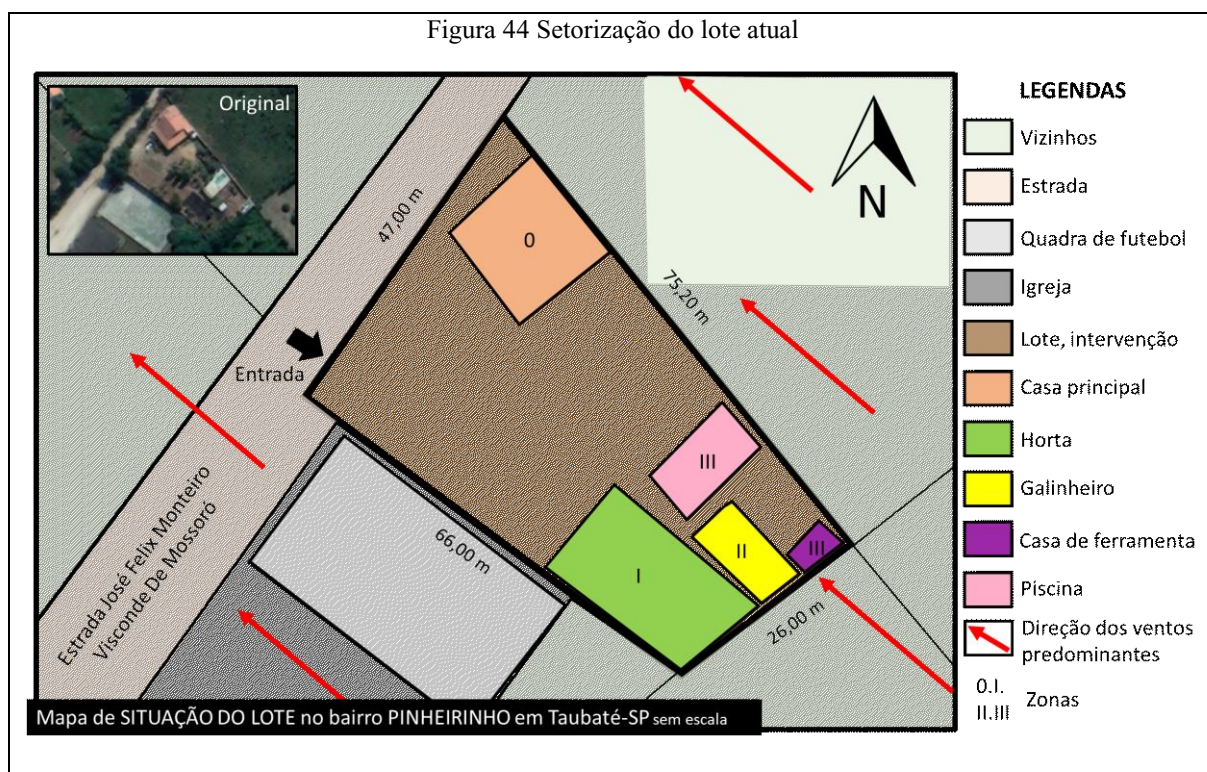 Figura 44 Setorização do lote atual
Original
N
LEGENDAS
Vizinhos
Estrada
Quadra de futebol
Igreja
Lote, intervenção
Casa principal
Horta
Galinheiro
Casa de ferramenta
Piscina
Direção dos ventos
predominantes
0.I.
II.III
Zonas
47,00 m
0
75,20 m
Entrada
III
II
III
I
66,00 m
26,00 m
Estrada José Felix Monteiro
Visconde De Mossoró
Mapa de SITUAÇÃO DO LOTE no bairro PINHEIRINHO em Taubaté-SP sem escala